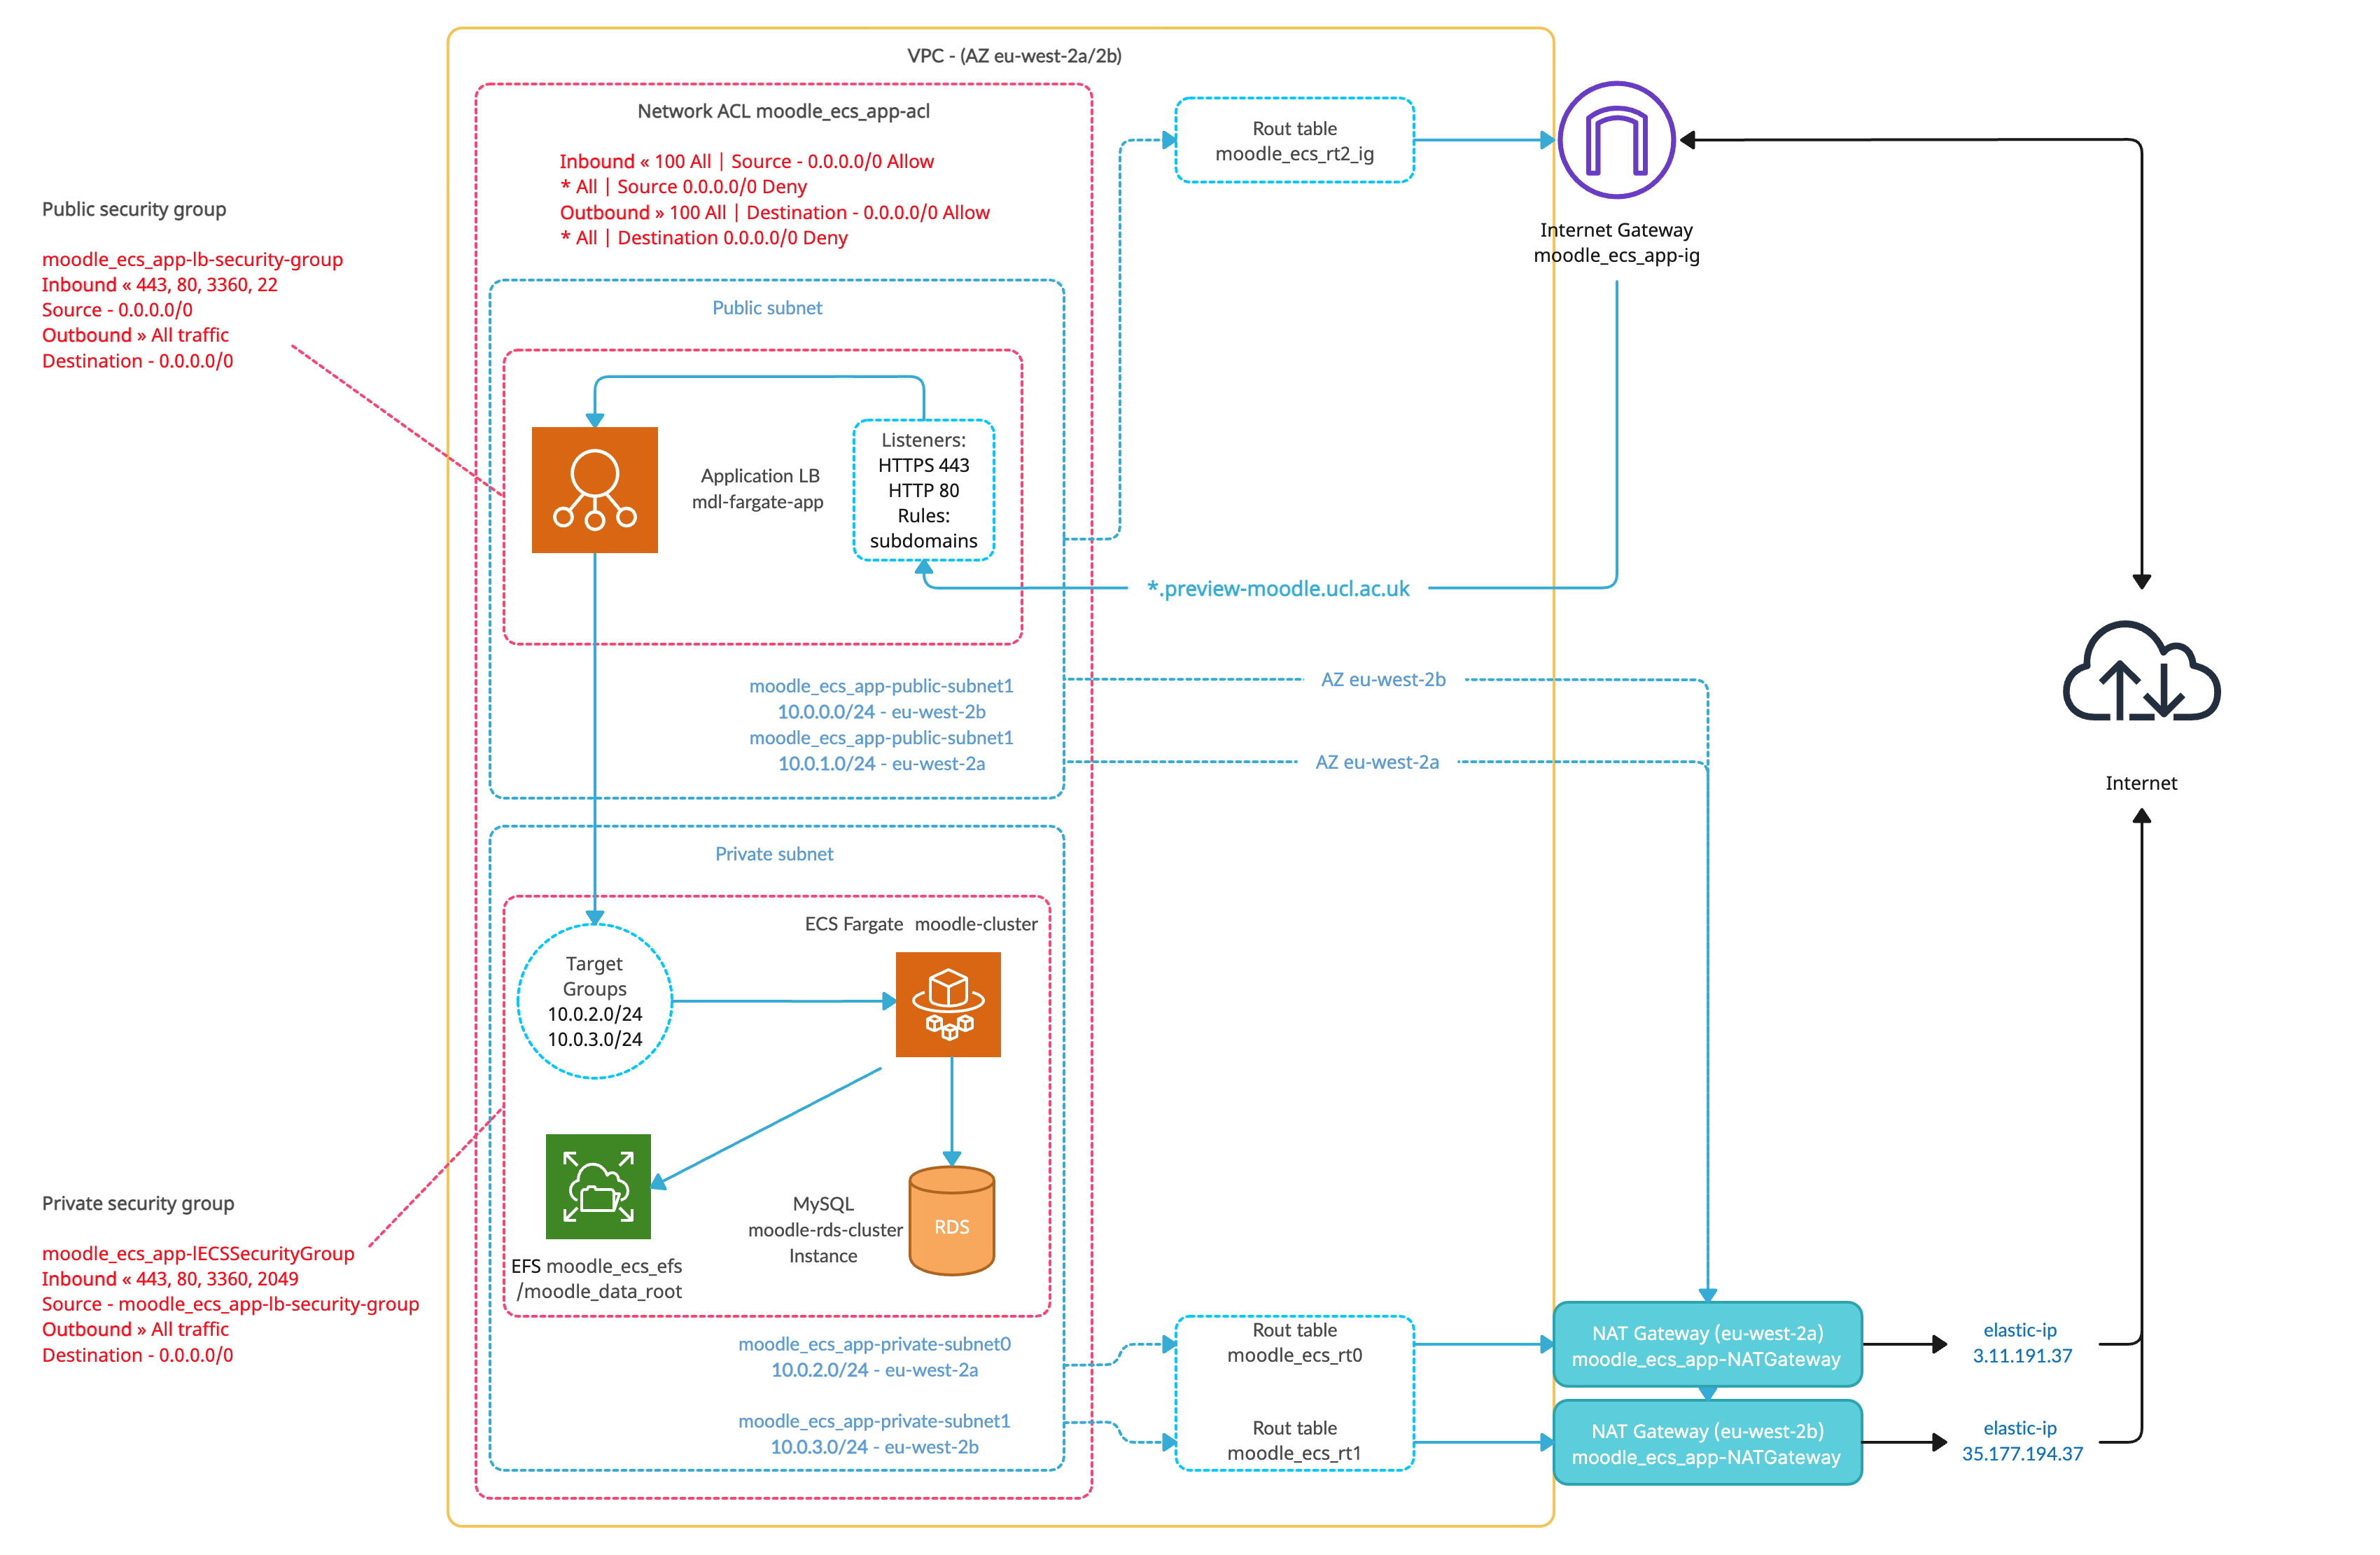 VPC - (AZ eu-west-2a/2b)
Network ACL moodle_ecs_app-acl
Inbound « 100 All | Source - 0.0.0.0/0 Allow
* All | Source 0.0.0.0/0 Deny
Outbound » 100 All | Destination - 0.0.0.0/0 Allow
* All | Destination 0.0.0.0/0 Deny
Rout table
moodle_ecs_rt2_ig
Internet Gateway
moodle_ecs_app-ig
Public security group
moodle_ecs_app-lb-security-group
Inbound « 443, 80, 3360, 22
Source - 0.0.0.0/0
Outbound » All traffic
Destination - 0.0.0.0/0
Public subnet
Application LB
mdl-fargate-app
Listeners:
HTTPS 443
HTTP 80
Rules:
subdomains
*.preview-moodle.ucl.ac.uk
moodle_ecs_app-public-subnet1
10.0.0.0/24 - eu-west-2b
moodle_ecs_app-public-subnet1
10.0.1.0/24 - eu-west-2a
AZ eu-west-2b
AZ eu-west-2a
Internet
Private subnet
ECS Fargate moodle-cluster
Target
Groups
10.0.2.0/24
10.0.3.0/24
MySQL
moodle-rds-cluster
Instance
RDS
EFS moodle_ecs_efs
/moodle_data_root
Private security group
moodle_ecs_app-lECSSecurityGroup
Inbound « 443, 80, 3360, 2049
Source - moodle_ecs_app-lb-security-group
Outbound » All traffic
Destination - 0.0.0.0/0
moodle_ecs_app-private-subnet0
10.0.2.0/24 - eu-west-2a
moodle_ecs_app-private-subnet1
10.0.3.0/24 - eu-west-2b
Rout table
moodle_ecs_rt0
Rout table
moodle_ecs_rt1
NAT Gateway (eu-west-2a)
moodle_ecs_app-NATGateway
NAT Gateway (eu-west-2b)
moodle_ecs_app-NATGateway
elastic-ip
3.11.191.37
elastic-ip
35.177.194.37